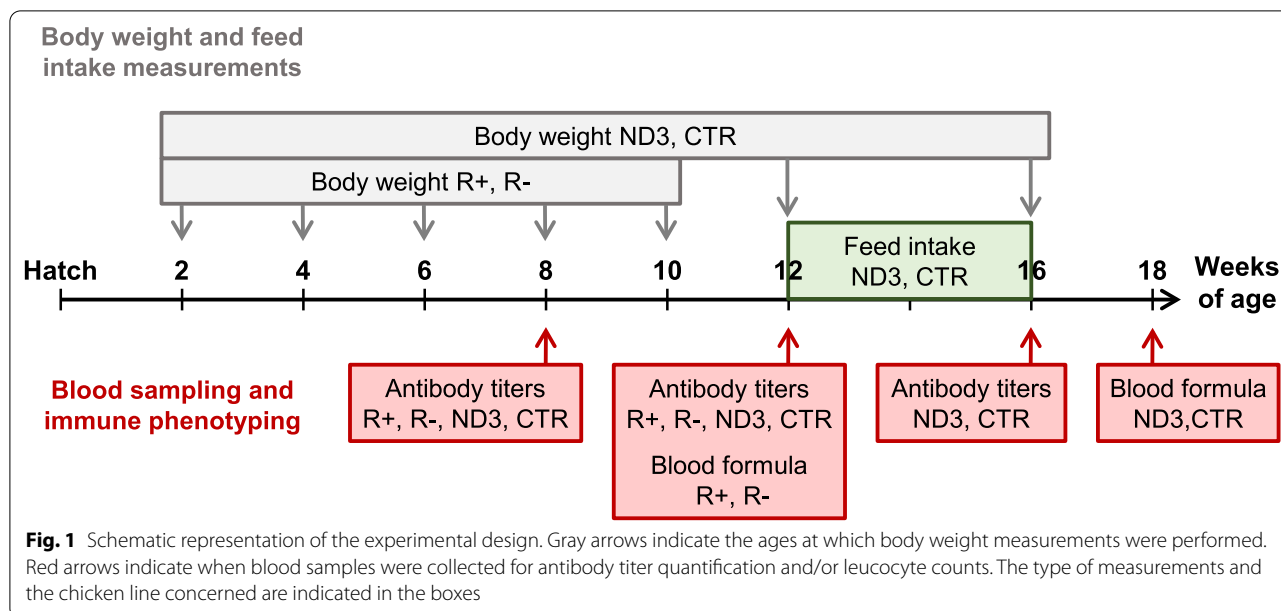 Body weight and feed
intake measurements
Body weight ND3, CTR
Body weight R+, R-
Hatch 2 4 6 8 10 12 16 18 Weeks
of age
Feed intake
ND3, CTR
Blood sampling and
immune phenotyping
Antibody titers
R+, R-, ND3, CTR
Antibody titers
R+, R-, ND3, CTR
Blood formula
R+, R-
Antibody titers
ND3, CTR
Blood formula
ND3,CTR
Fig. 1 Schematic representation of the experimental design. Gray arrows indicate the ages at which body weight measurements were performed.
Red arrows indicate when blood samples were collected for antibody titer quantification and/or leucocyte counts. The type of measurements and
the chicken line concerned are indicated in the boxes